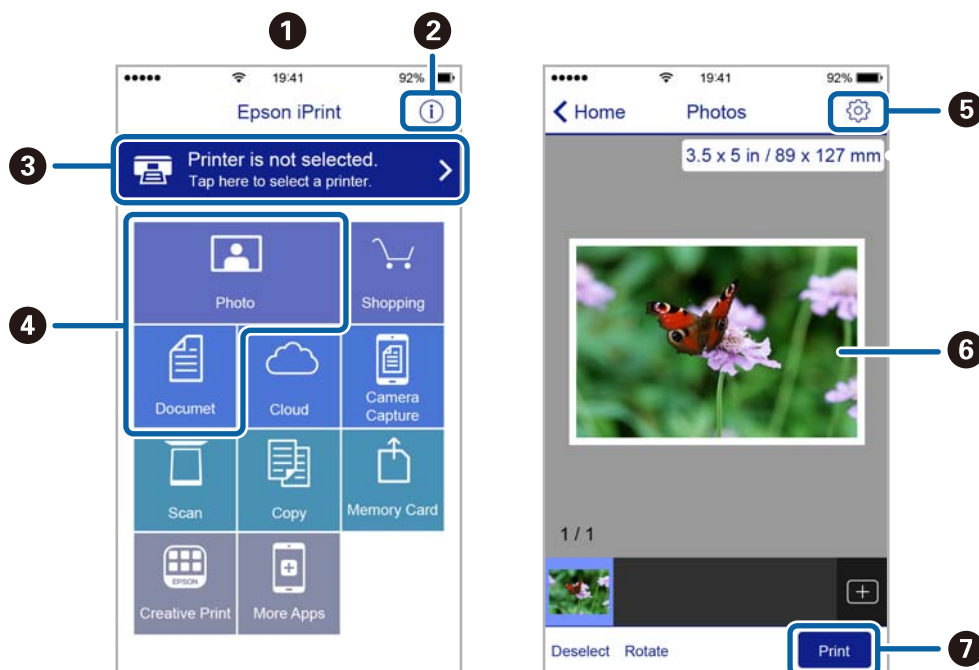 1
2
19:41
92%
Epson iPrint
i
3
Printer is not selected.
Tap here to select a printer.
4
Photo
Shopping
Documet
Cloud
Camera
Capture
Scan
Copy
Memory Card
EPSON
Creative Print
More Apps
19:41
92%
Home
Photos
5
3.5 x 5 in / 89 x 127 mm
6
1 / 1
Deselect
Rotate
Print
7